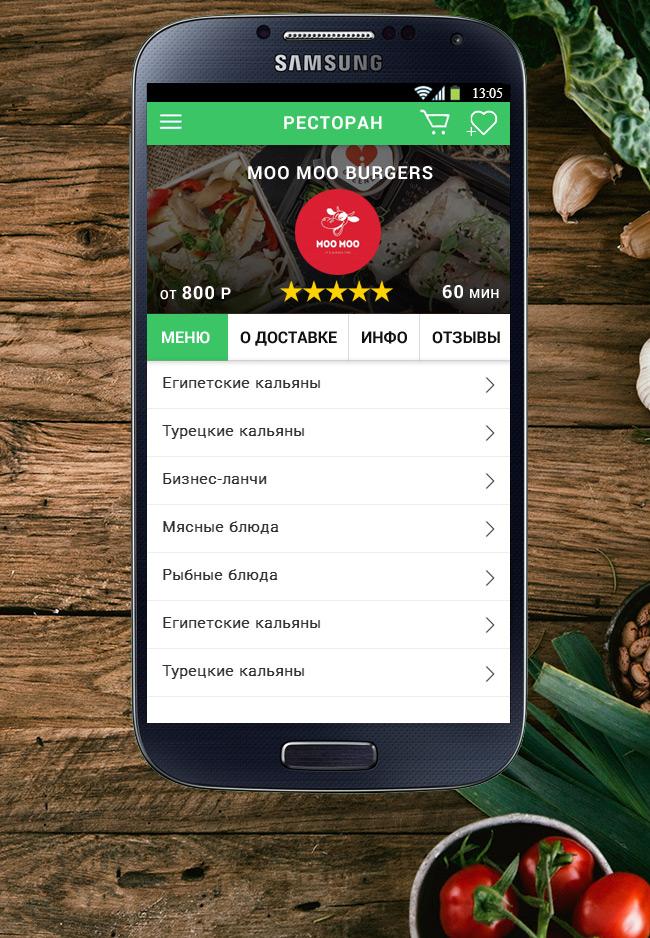 SAMSUNG
13:05
РЕСТОРАН
MOO MOO BURGERS
MOO MOO
от 800 Р
60 мин
МЕНЮ
О ДОСТАВКЕ
ИНФО
ОТЗЫВЫ
Египетские кальяны
Турецкие кальяны
Бизнес-ланчи
Мясные блюда
Рыбные блюда
Египетские кальяны
Турецкие кальяны